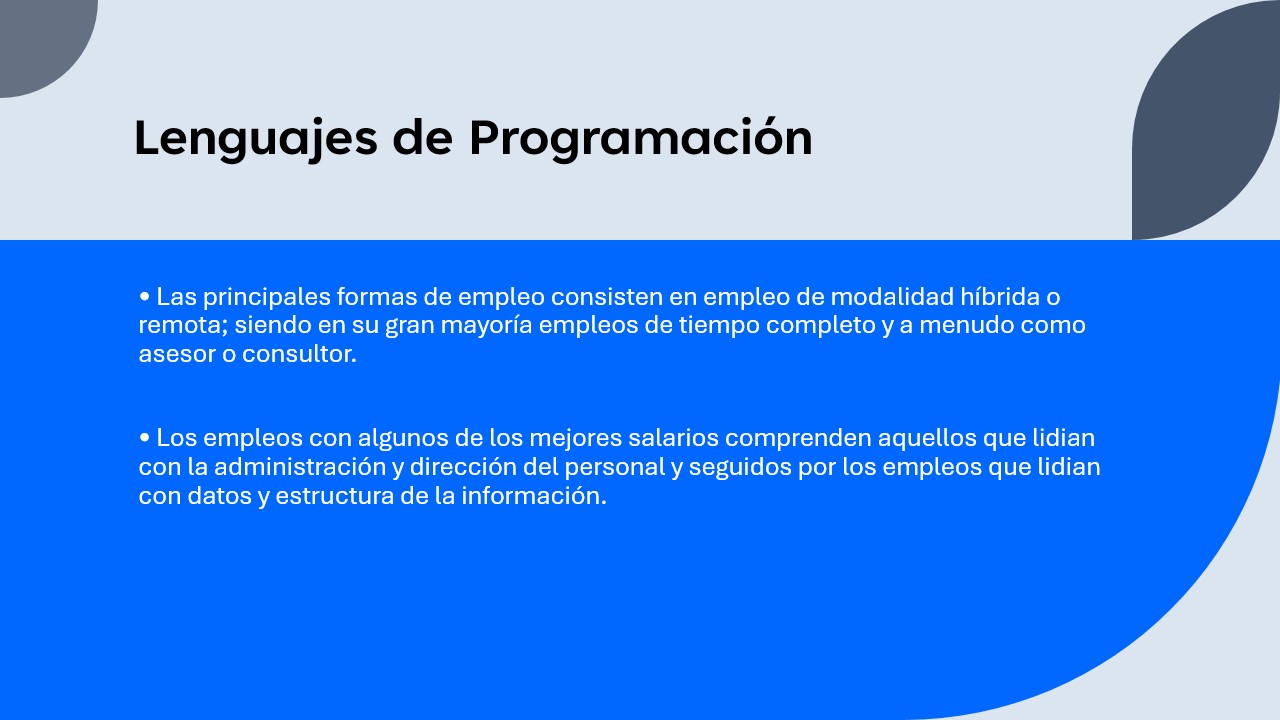 Lenguajes de Programación
• Las principales formas de empleo consisten en empleo de modalidad híbrida o
remota; siendo en su gran mayoría empleos de tiempo completo y a menudo como
asesor o consultor.
• Los empleos con algunos de los mejores salarios comprenden aquellos que lidian
con la administración y dirección del personal y seguidos por los empleos que lidian
con datos y estructura de la información.